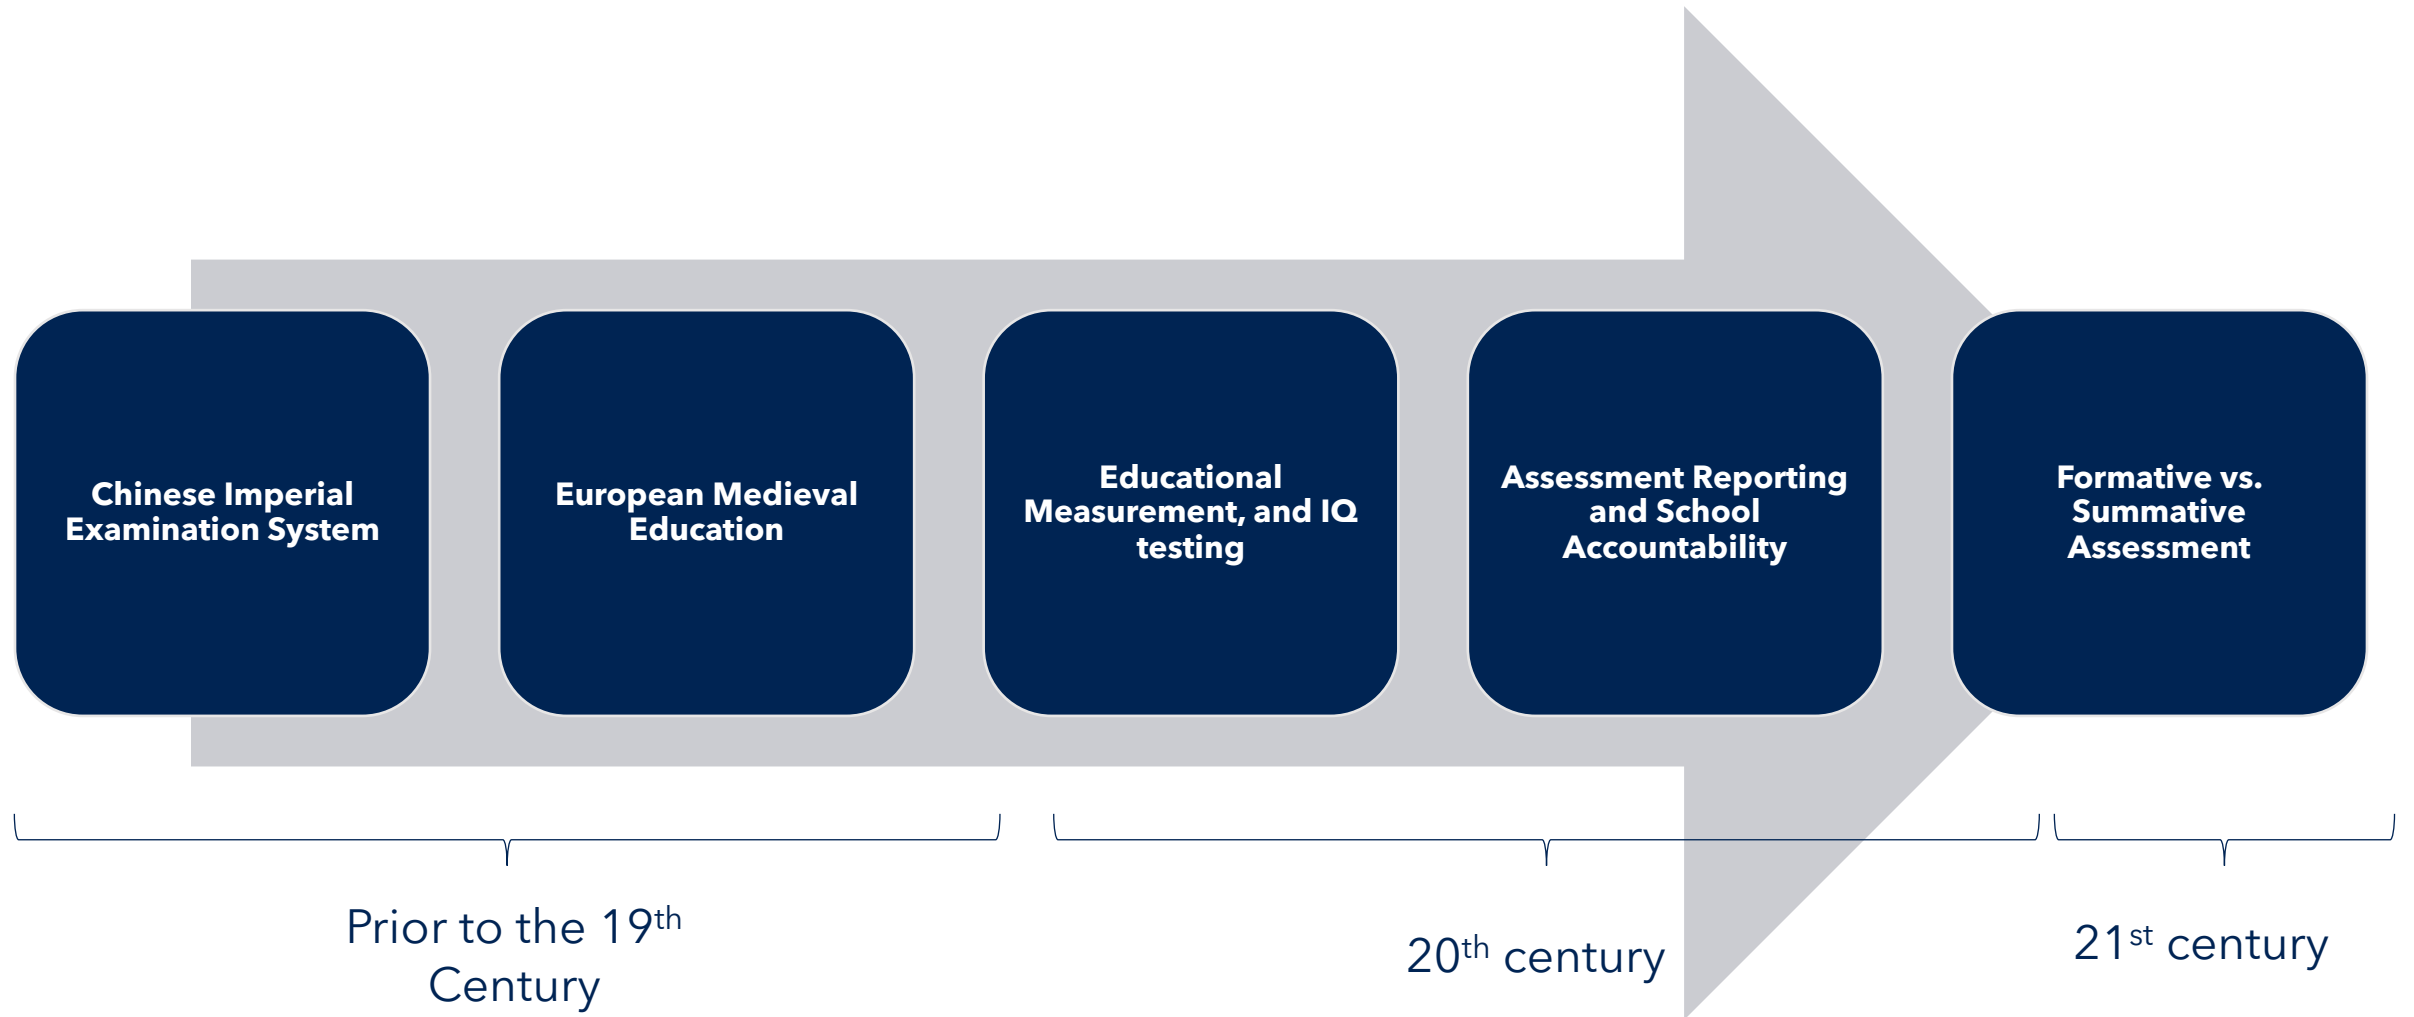 Chinese Imperial
Examination System
European Medieval
Education
Educational
Measurement, and IQ
testing
Assessment Reporting
and School
Accountability
Formative vs.
Summative
Assessment
Prior to the 19th
Century
20th century
21st century